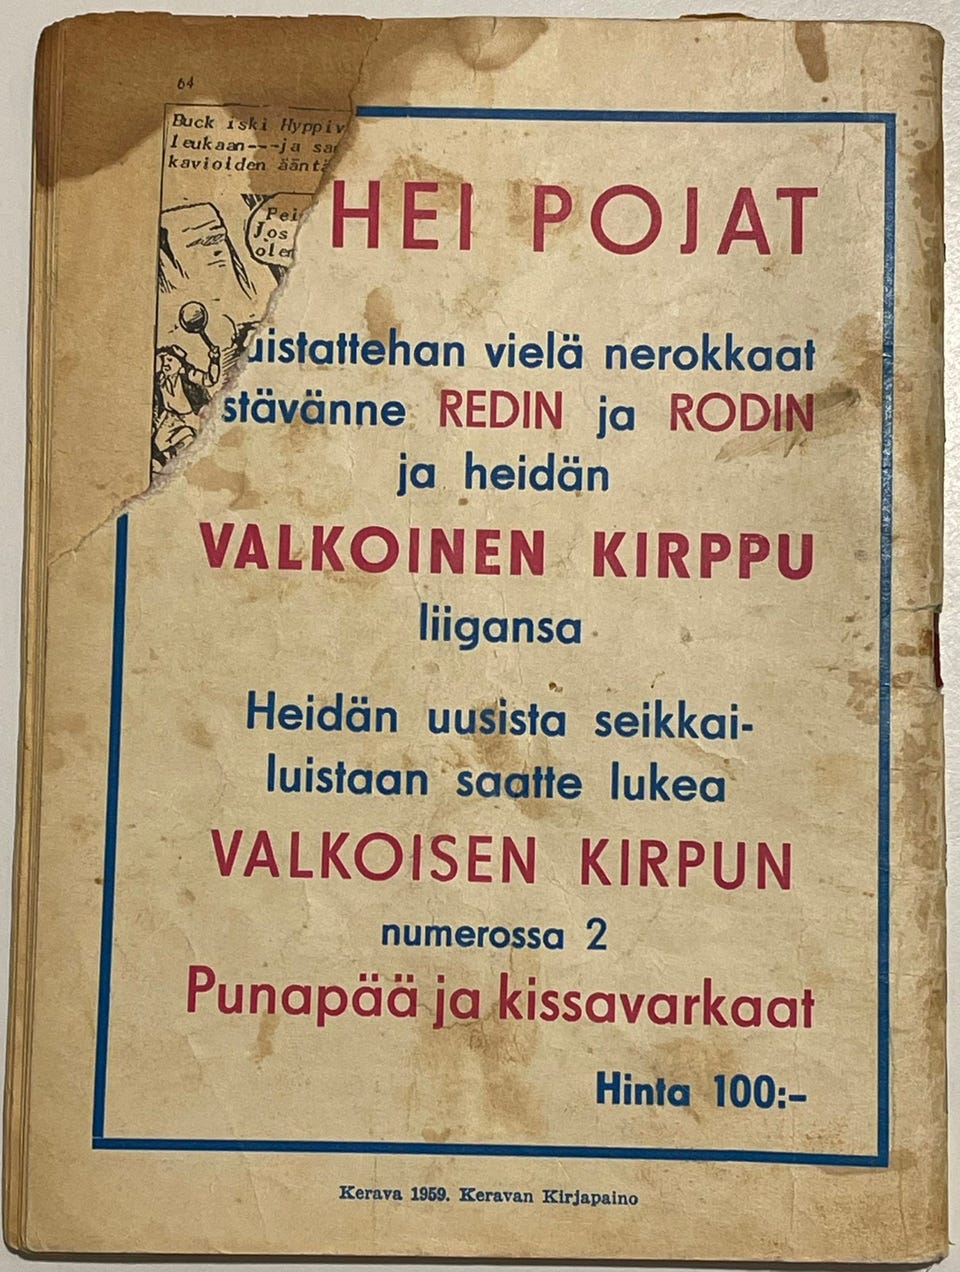 64
Buck iski Hyppiv
leukaan---ja sa
kavioiden ääntä
Pei
Jos
olen
HEI POJAT
uistattehan vielä nerokkaat
stävänne REDIN ja RODIN
ja heidän
VALKOINEN KIRPPU
liigansa
Heidän uusista seikkai-
luistaan saatte lukea
VALKOISEN KIRPUN
numerossa 2
Punapää ja kissavarkaat
Hinta 100:-
Kerava 1959. Keravan Kirjapaino